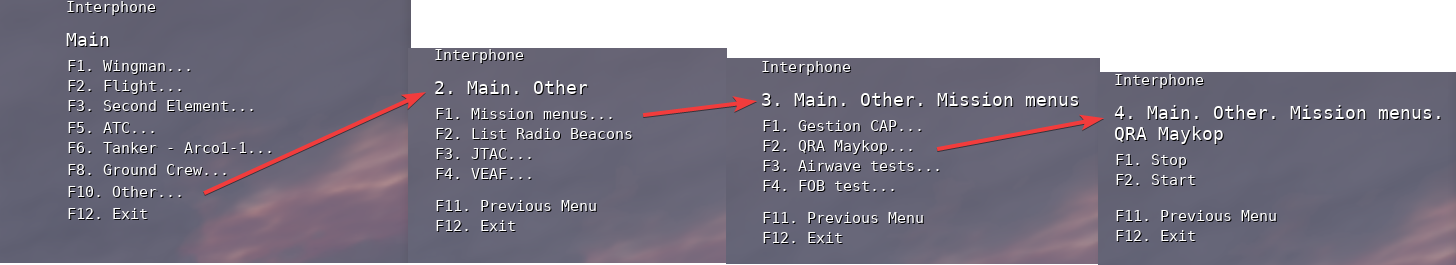 Interphone
Main
F1. Wingman...
F2. Flight...
F3. Second Element...
F5. ATC...
F6. Tanker - Arco1-1...
F8. Ground Crew...
F10. Other...
F12. Exit
Interphone
2. Main. Other
F1. Mission menus...
F2. List Radio Beacons
F3. JTAC...
F4. VEAF...
F11. Previous Menu
F12. Exit
Interphone
3. Main. Other. Mission menus
F1. Gestion CAP...
F2. QRA Maykop...
F3. Airwave tests...
F4. FOB test...
F11. Previous Menu
F12. Exit
Interphone
4. Main. Other. Mission menus.
QRA Maykop
F1. Stop
F2. Start
F11. Previous Menu
F12. Exit